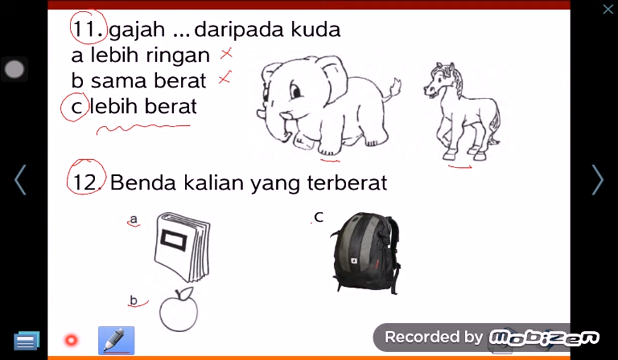 11. gajah ... daripada kuda
a lebih ringan
b sama berat
c lebih berat
12. Benda kalian yang terberat
a
c
b
Recorded by
mobizen